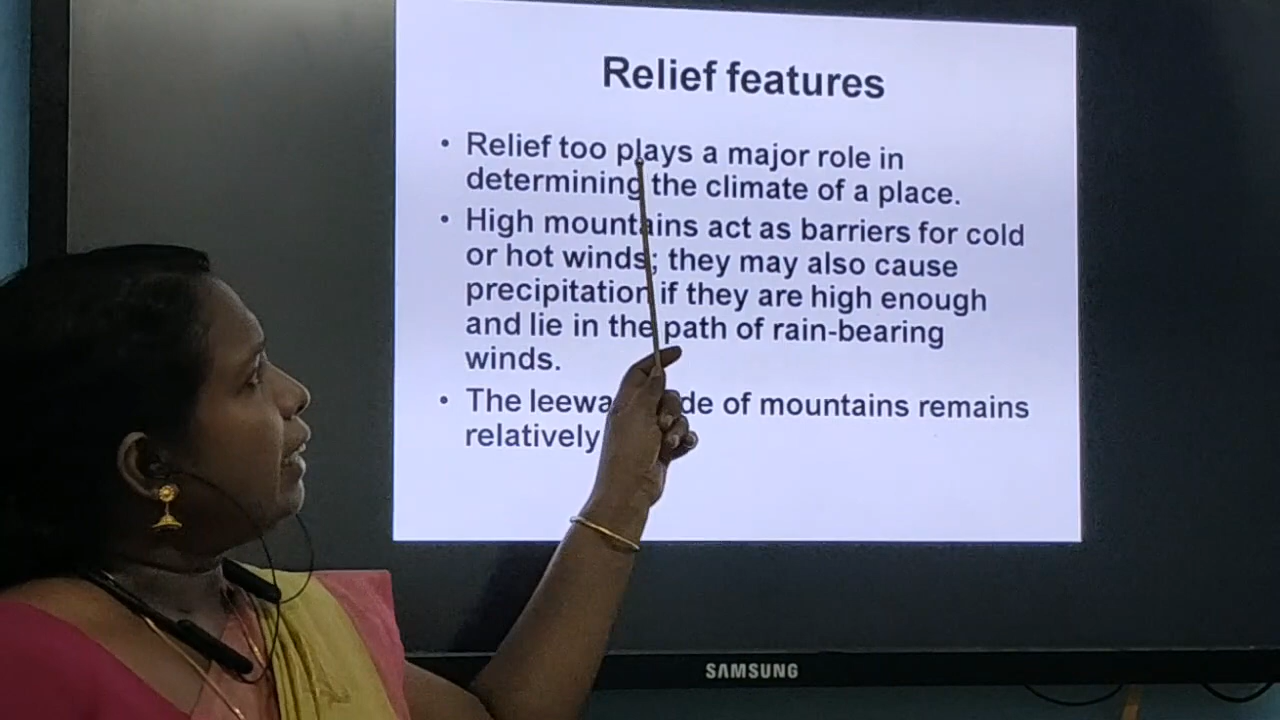 Relief features
• Relief too plays a major role in
determining the climate of a place.
• High mountains act as barriers for cold
or hot winds; they may also cause
precipitation if they are high enough
and lie in the path of rain-bearing
winds.
• The of mountains remains
relatively
SAMSUNG